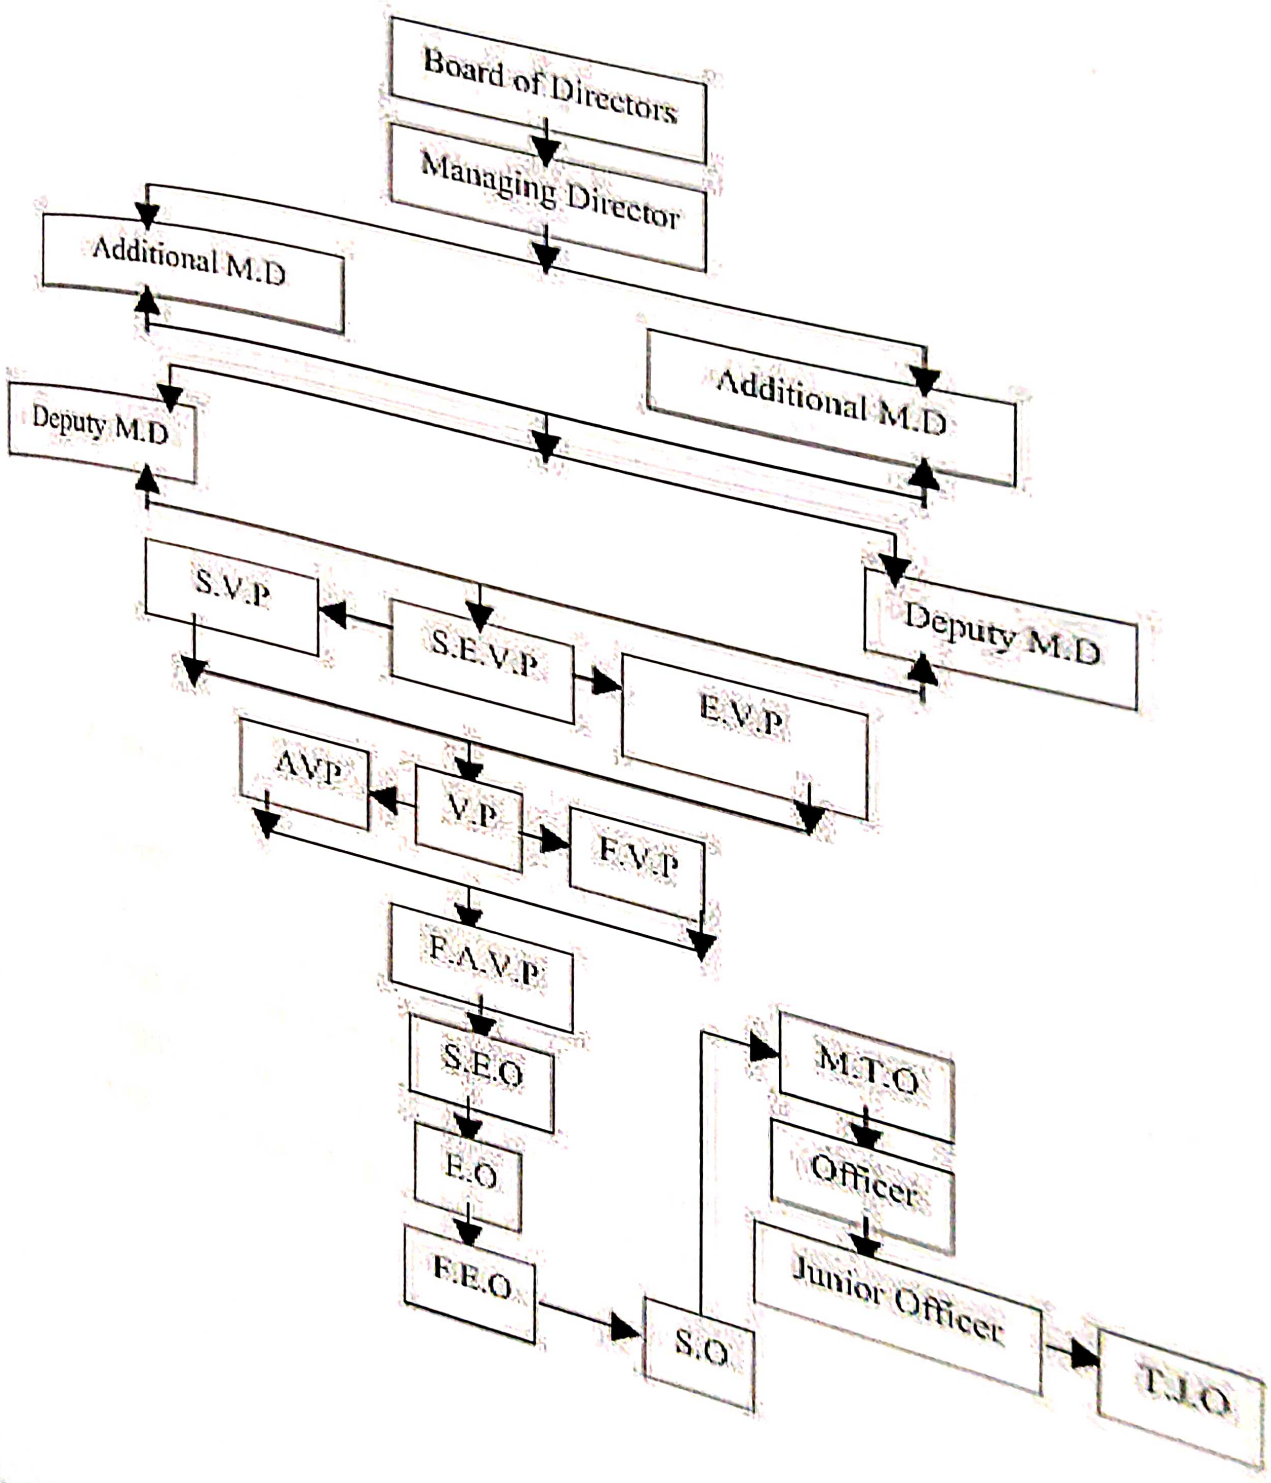 Board of Directors
Managing Director
Additional M.D
Additional M.D
Deputy M.D
Deputy M.D
S.V.P
S.E.V.P
E.V.P
AVP
V.P
F.V.P
F.A.V.P
S.E.O
E.O
F.E.O
S.O
M.T.O
Officer
Junior Officer
T.J.O